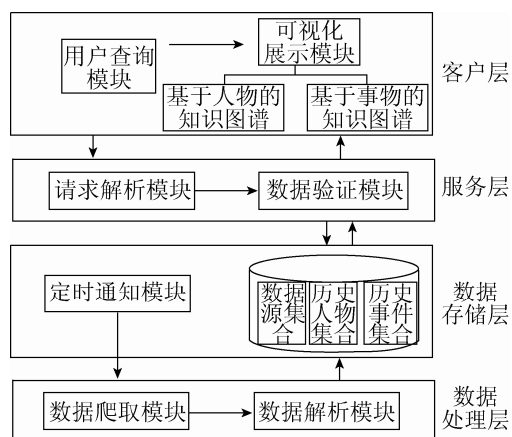 用户查询
模块
可视化
展示模块
基于人物的
知识图谱
基于事物的
知识图谱
客户层
请求解析模块
数据验证模块
服务层
定时通知模块
数据
源集
合
历史
人物
集合
历史
事件
集合
数据
存储层
数据爬取模块
数据解析模块
数据
处理层